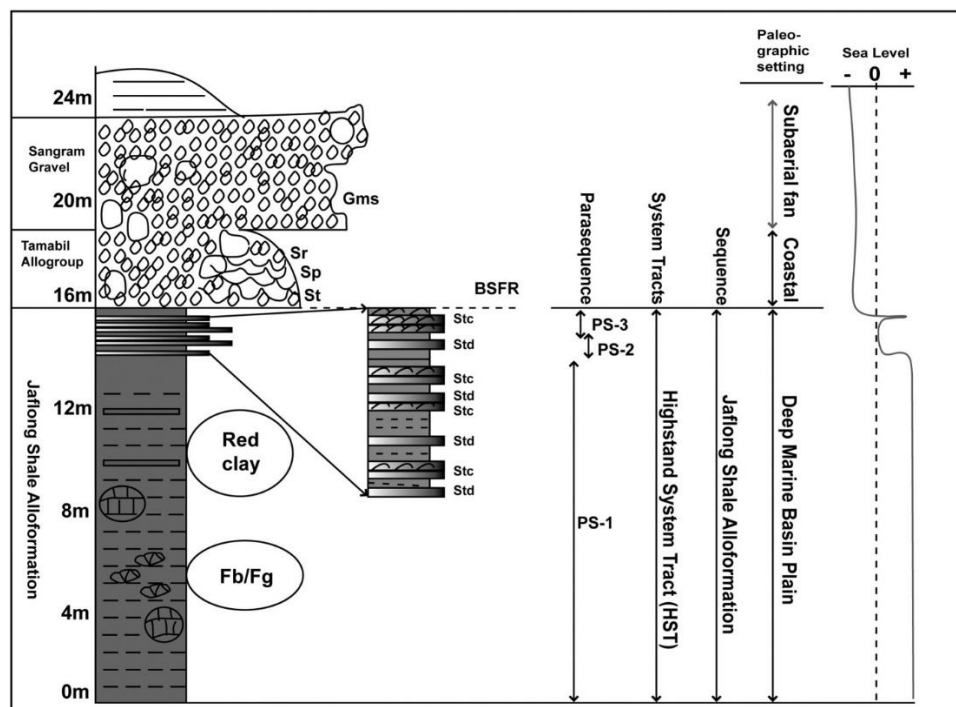 Paleo-
graphic
setting
Sea Level
- 0 +
24m
Sangram
Gravel
20m
Gms
Tamabil
Allogroup
16m
Sr
Sp
St
BSFR
Parasequence
System Tracts
Sequence
Subaerial fan
Coastal
Jaflong Shale Alloformation
12m
8m
4m
0m
Red
clay
Fb/Fg
Stc
Std
Stc
Std
Stc
Std
Stc
Std
PS-3
PS-2
PS-1
Highstand System Tract (HST)
Jaflong Shale Alloformation
Deep Marine Basin Plain